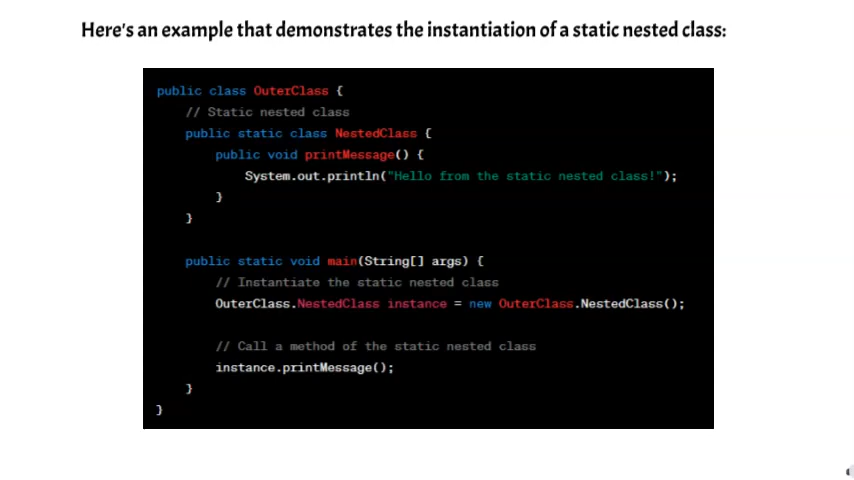 Here's an example that demonstrates the instantiation of a static nested class:
public class OuterClass {
// Static nested class
public static class NestedClass {
public void printMessage() {
System.out.println("Hello from the static nested class!");
}
}
public static void main(String[] args) {
// Instantiate the static nested class
OuterClass.NestedClass instance = new OuterClass.NestedClass();
// Call a method of the static nested class
instance.printMessage();
}
}